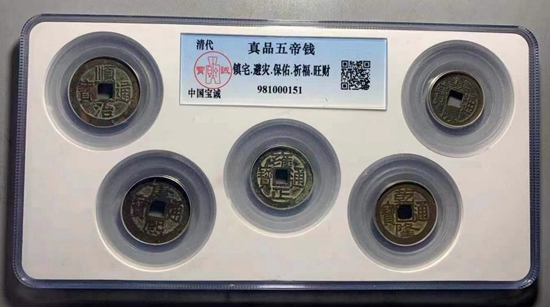 清代
真品五帝钱
寶誠
镇宅.避灾.保佑.祈福.旺财
中国宝诚
981000151
順治通寶
康熙通寶
雍正通寶
乾隆通寶